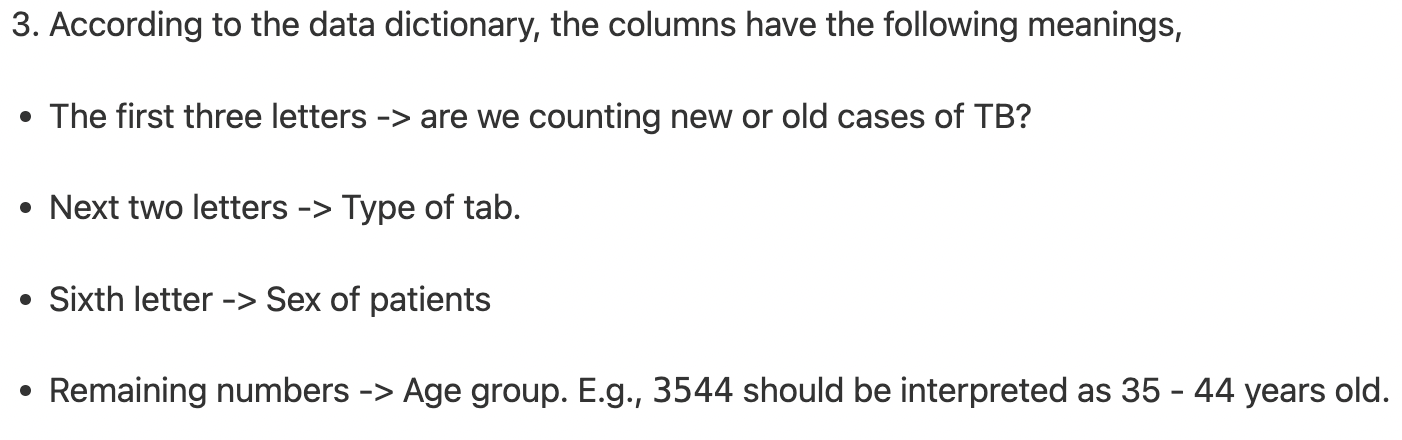 3. According to the data dictionary, the columns have the following meanings,
• The first three letters -> are we counting new or old cases of TB?
• Next two letters -> Type of tab.
• Sixth letter -> Sex of patients
• Remaining numbers -> Age group. E.g., 3544 should be interpreted as 35 - 44 years old.